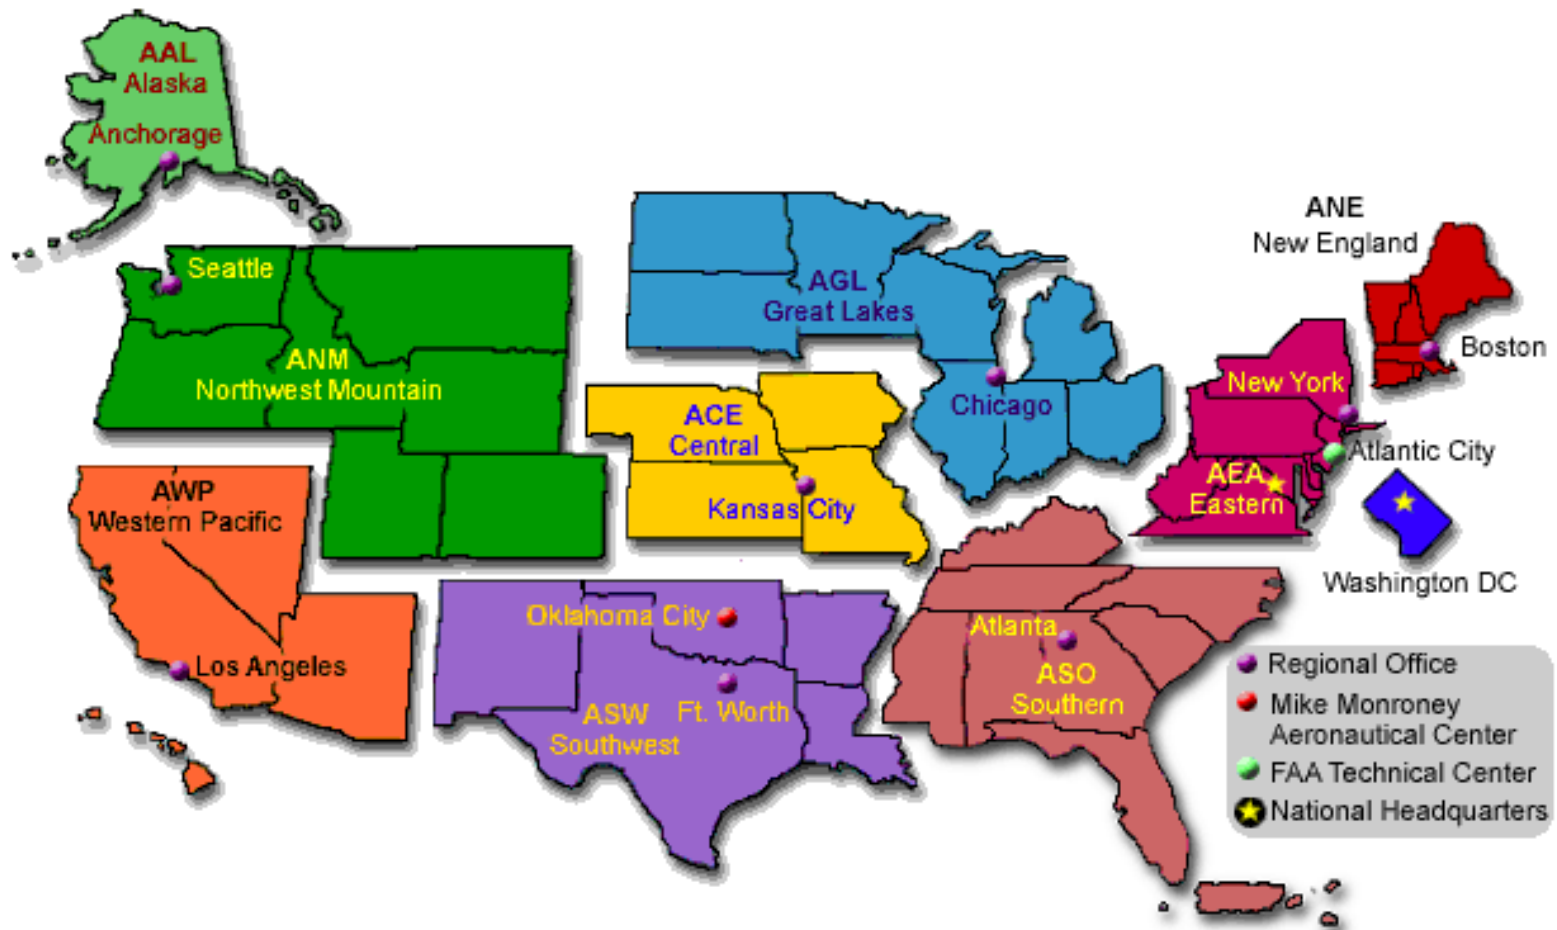 AAL
Alaska
Anchorage
ANE
New England
Seattle
AGL
Great Lakes
Boston
ANM
Northwest Mountain
New York
Chicago
ACE
Central
Atlantic City
AEA
Eastern
AWP
Western Pacific
Kansas City
Washington DC
Oklahoma City
Atlanta
Los Angeles
ASO
Southern
ASW
Ft. Worth
Southwest
Regional Office
Mike Monroney
Aeronautical Center
FAA Technical Center
National Headquarters